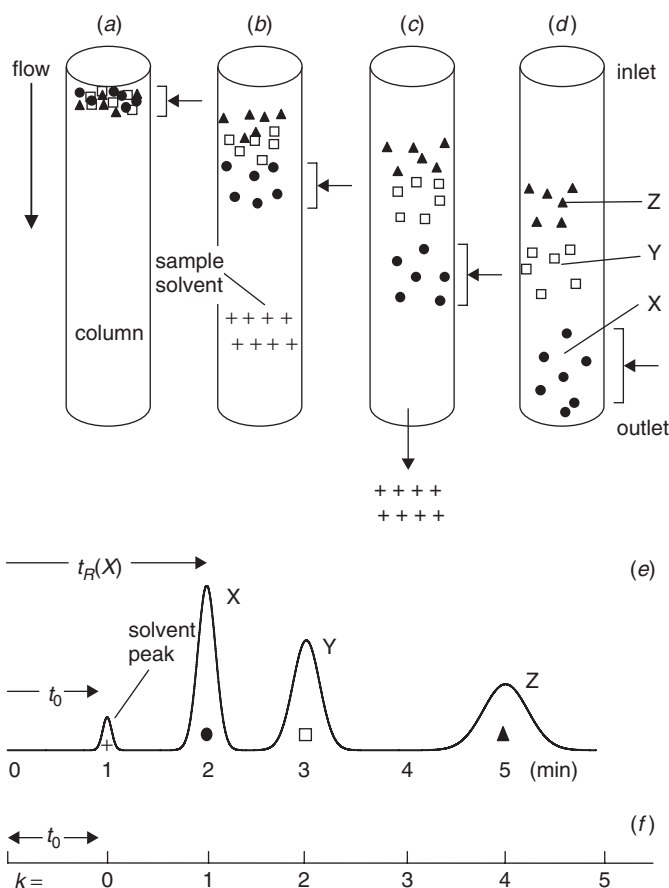 (a) (b) (c) (d)
flow
inlet
Z
Y
X
sample
solvent
column
+ + + +
+ + + +
outlet
+ + + +
+ + + +
(e)
t_R(X)
X
solvent
peak
Y
Z
t_0
+
0 1 2 3 4 5 (min)
(f)
t_0
k = 0 1 2 3 4 5